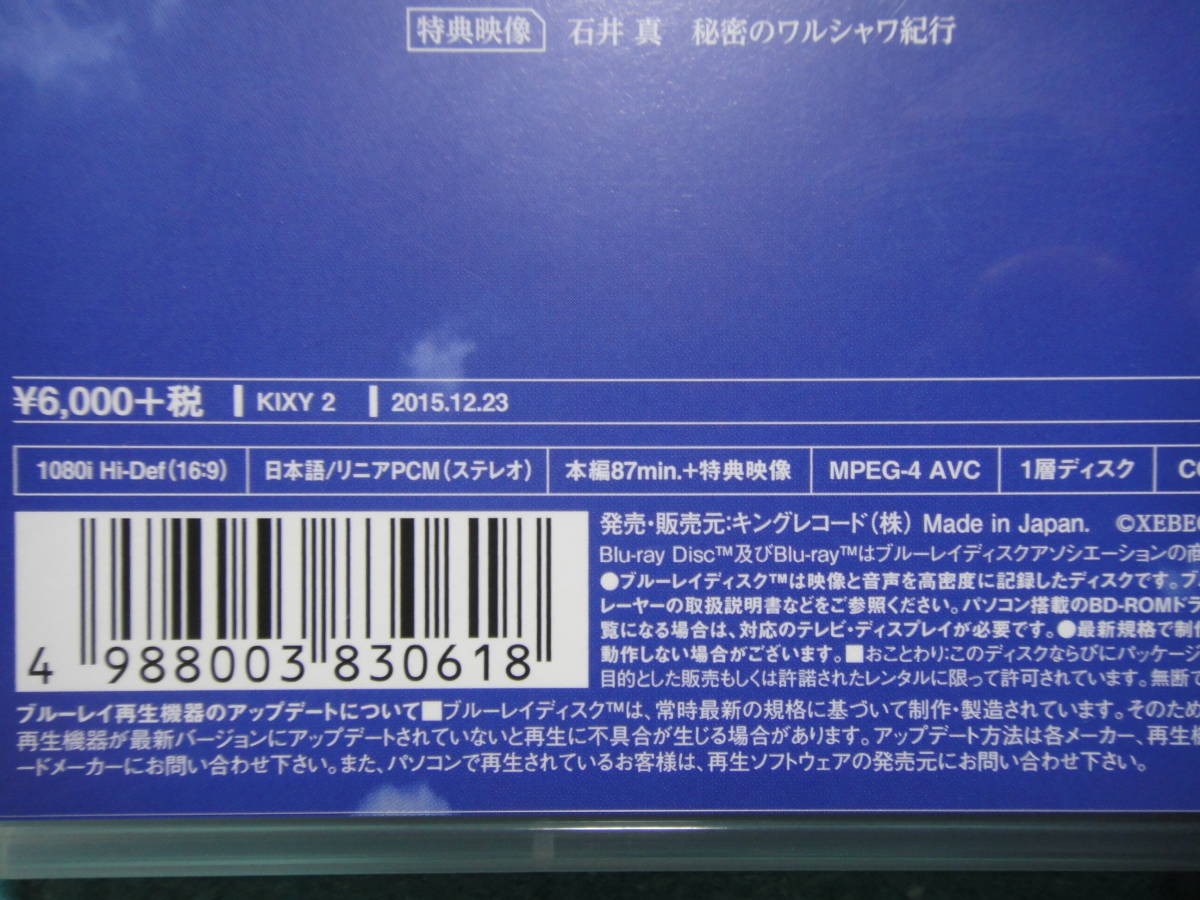 特典映像 石井 真 秘密のワルシャワ紀行
¥6,000+税 KIXY 2 2015.12.23
1080i Hi-Def(16:9) 日本語/リニアPCM(ステレオ) 本編87min.+特典映像 MPEG-4 AVC 1層ディスク
4 988003 830618
発売・販売元:キングレコード(株) Made in Japan. ©XEBEC
Blu-ray Disc™及びBlu-ray™はブルーレイディスクアソシエーションの商
●ブルーレイディスク™は映像と音声を高密度に記録したディスクです。ブ
レーヤーの取扱説明書などをご参照ください。パソコン搭載のBD-ROMドラ
覧になる場合は、対応のテレビ・ディスプレイが必要です。●最新規格で制作
動作しない場合がございます。■おことわり:このディスクならびにパッケージ
目的とした販売もしくは許諾されたレンタルに限って許可されています。無断で
ブルーレイ再生機器のアップデートについて■ブルーレイディスク™は、常時最新の規格に基づいて制作・製造されています。そのため
再生機器が最新バージョンにアップデートされていないと再生に不具合が生じる場合があります。アップデート方法は各メーカー、再生機
ードメーカーにお問い合わせ下さい。また、パソコンで再生されているお客様は、再生ソフトウェアの発売元にお問い合わせ下さい。